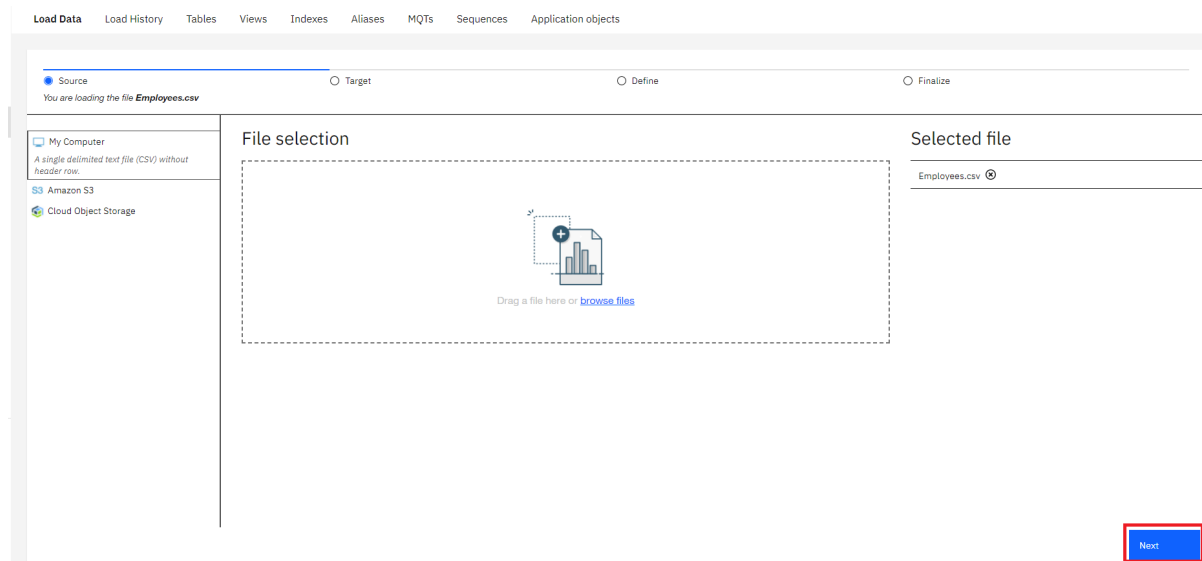 Load Data Load History Tables Views Indexes Aliases MQTs Sequences Application objects
Source Target Define Finalize
You are loading the file Employees.csv
My Computer
A single delimited text file (CSV) without
header row.
S3 Amazon S3
Cloud Object Storage
File selection
Drag a file here or browse files
Selected file
Employees.csv
Next